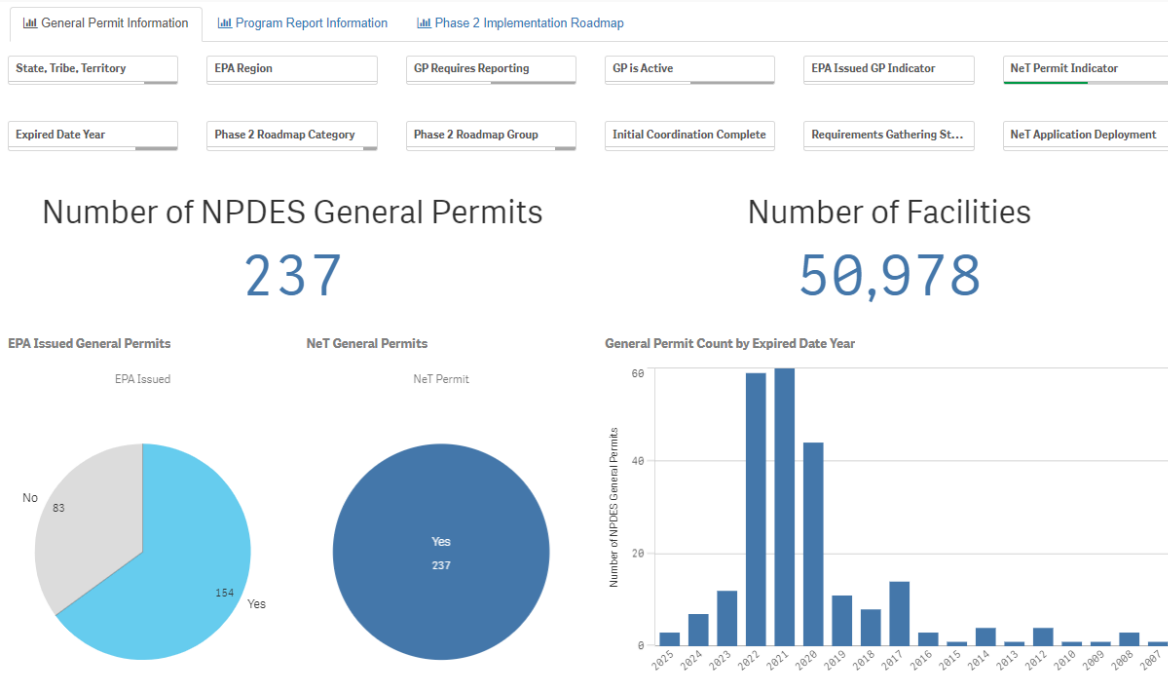 General Permit Information
Program Report Information
Phase 2 Implementation Roadmap
State, Tribe, Territory
EPA Region
GP Requires Reporting
GP is Active
EPA Issued GP Indicator
NeT Permit Indicator
Expired Date Year
Phase 2 Roadmap Category
Phase 2 Roadmap Group
Initial Coordination Complete
Requirements Gathering St...
NeT Application Deployment
Number of NPDES General Permits
237
Number of Facilities
50,978
EPA Issued General Permits
EPA Issued
No
83
154
Yes
NeT General Permits
NeT Permit
Yes
237
General Permit Count by Expired Date Year
Number of NPDES General Permits
60
40
20
0
2025
2024
2023
2022
2021
2020
2019
2018
2017
2016
2015
2014
2013
2012
2010
2009
2008
2007